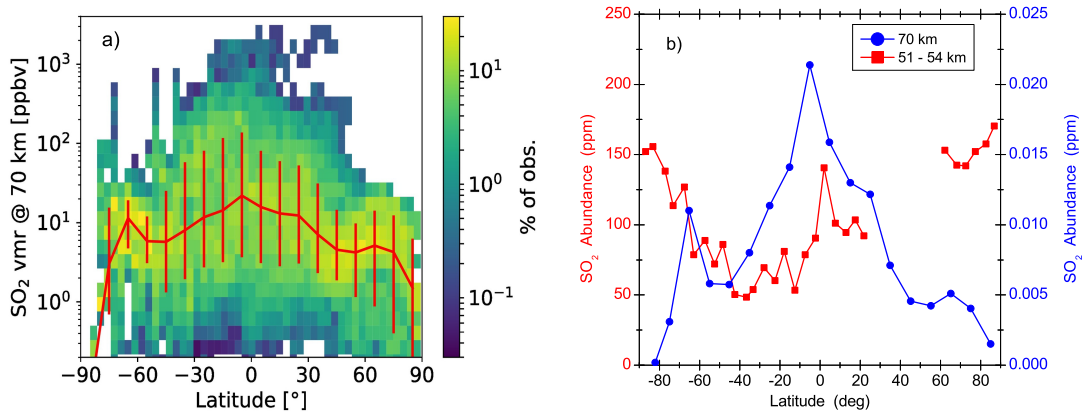 a)
SO₂ vmr @ 70 km [ppbv]
10³
10²
10¹
10⁰
−90 −60 −30 0 30 60 90
Latitude [°]
10¹
10⁰
10⁻¹
% of obs.
b)
70 km
51 - 54 km
SO₂ Abundance (ppm)
250
200
150
100
50
0
-80 -60 -40 -20 0 20 40 60 80
Latitude (deg)
0.025
0.020
0.015
0.010
0.005
0.000
SO₂ Abundance (ppm)